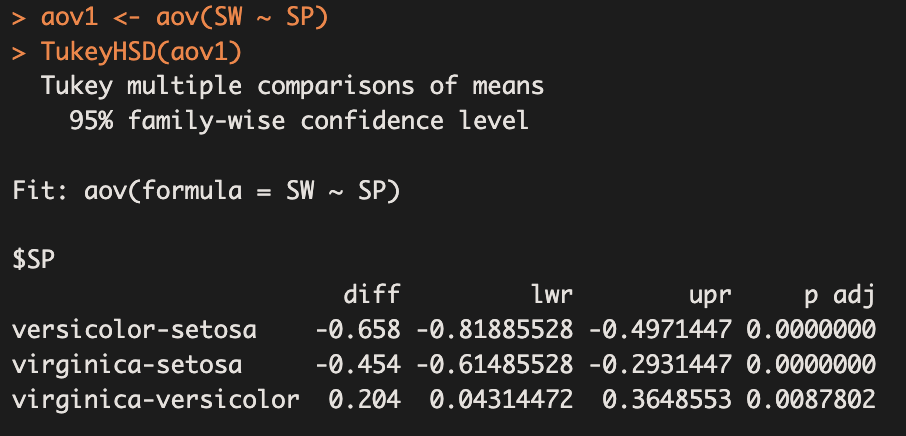 > aov1 <- aov(SW ~ SP)
> TukeyHSD(aov1)
  Tukey multiple comparisons of means
    95% family-wise confidence level

Fit: aov(formula = SW ~ SP)

$SP
                       diff         lwr        upr     p adj
versicolor-setosa    -0.658 -0.81885528 -0.4971447 0.0000000
virginica-setosa     -0.454 -0.61485528 -0.2931447 0.0000000
virginica-versicolor  0.204  0.04314472  0.3648553 0.0087802